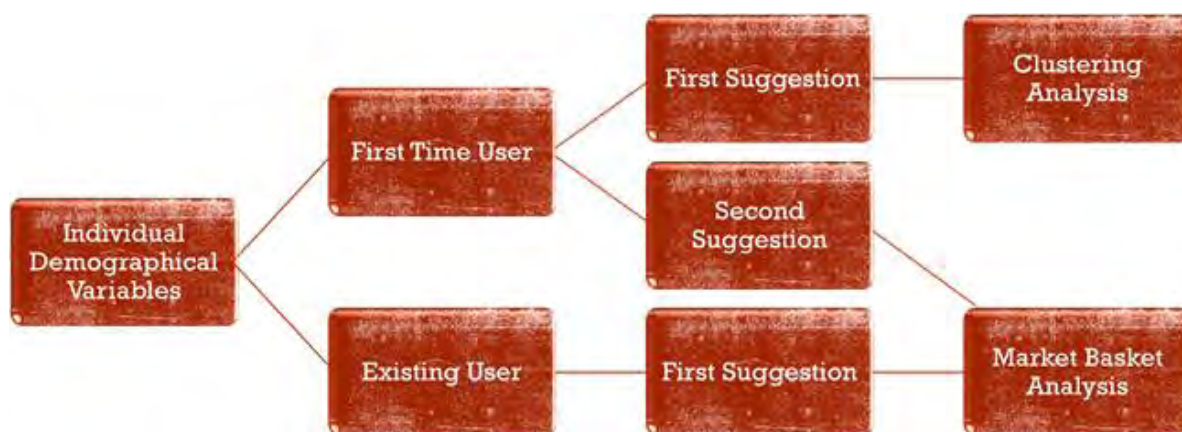 Individual
Demographical
Variables
First Time User
Existing User
First Suggestion
Second
Suggestion
First Suggestion
Clustering
Analysis
Market Basket
Analysis